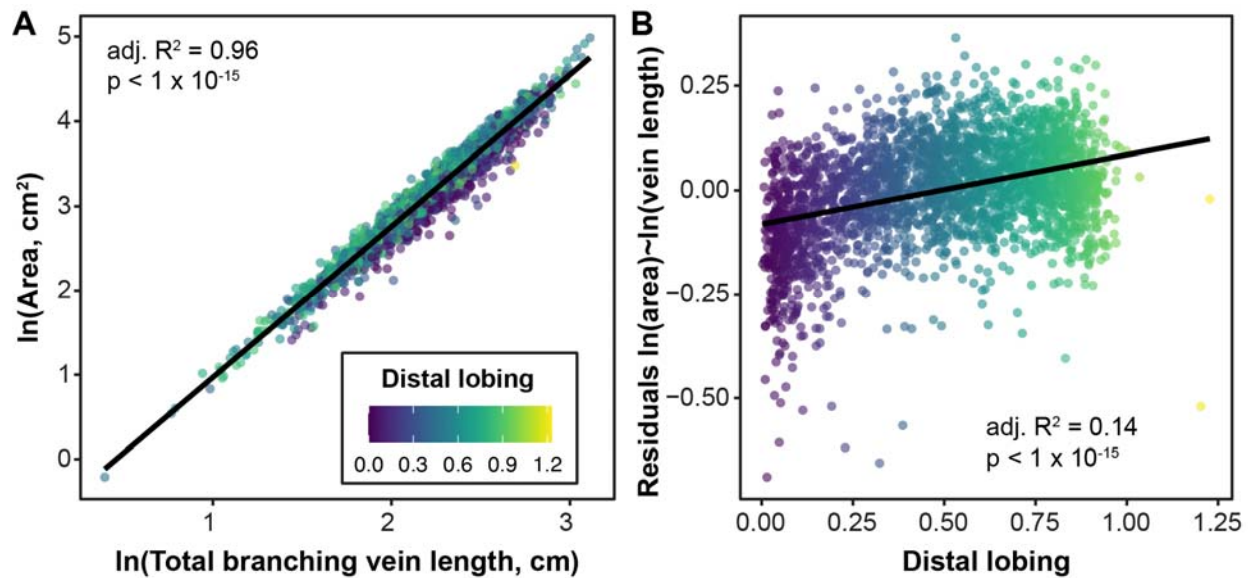 A
adj. R² = 0.96
p < 1 x 10⁻¹⁵
ln(Area, cm²)
5
4
3
2
1
0
Distal lobing
0.0 0.3 0.6 0.9 1.2
1 2 3
ln(Total branching vein length, cm)
B
Residuals ln(area)~ln(vein length)
0.25
0.00
−0.25
−0.50
adj. R² = 0.14
p < 1 x 10⁻¹⁵
0.00 0.25 0.50 0.75 1.00 1.25
Distal lobing